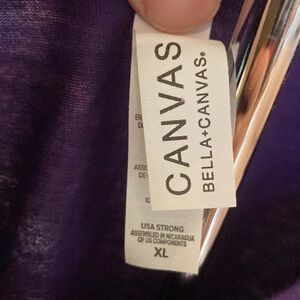 CANVAS
BELLA+CANVAS®
USA STRONG
ASSEMBLED IN NICARAGUA
OF US COMPONENTS
XL